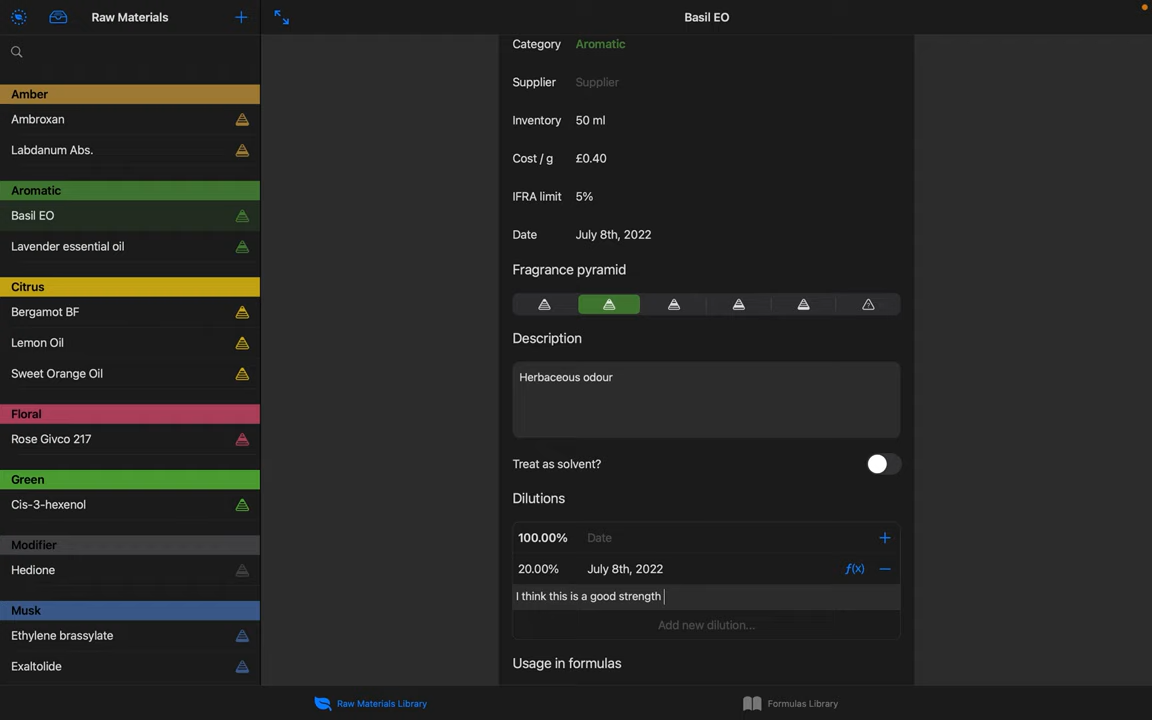 Raw Materials
Basil EO
Amber
Ambroxan
Labdanum Abs.
Aromatic
Basil EO
Lavender essential oil
Citrus
Bergamot BF
Lemon Oil
Sweet Orange Oil
Floral
Rose Givco 217
Green
Cis-3-hexenol
Modifier
Hedione
Musk
Ethylene brassylate
Exaltolide
Category Aromatic
Supplier Supplier
Inventory 50 ml
Cost / g £0.40
IFRA limit 5%
Date July 8th, 2022
Fragrance pyramid
Description
Herbaceous odour
Treat as solvent?
Dilutions
100.00% Date +
20.00% July 8th, 2022 f(x) −
I think this is a good strength
Add new dilution...
Usage in formulas
Raw Materials Library
Formulas Library